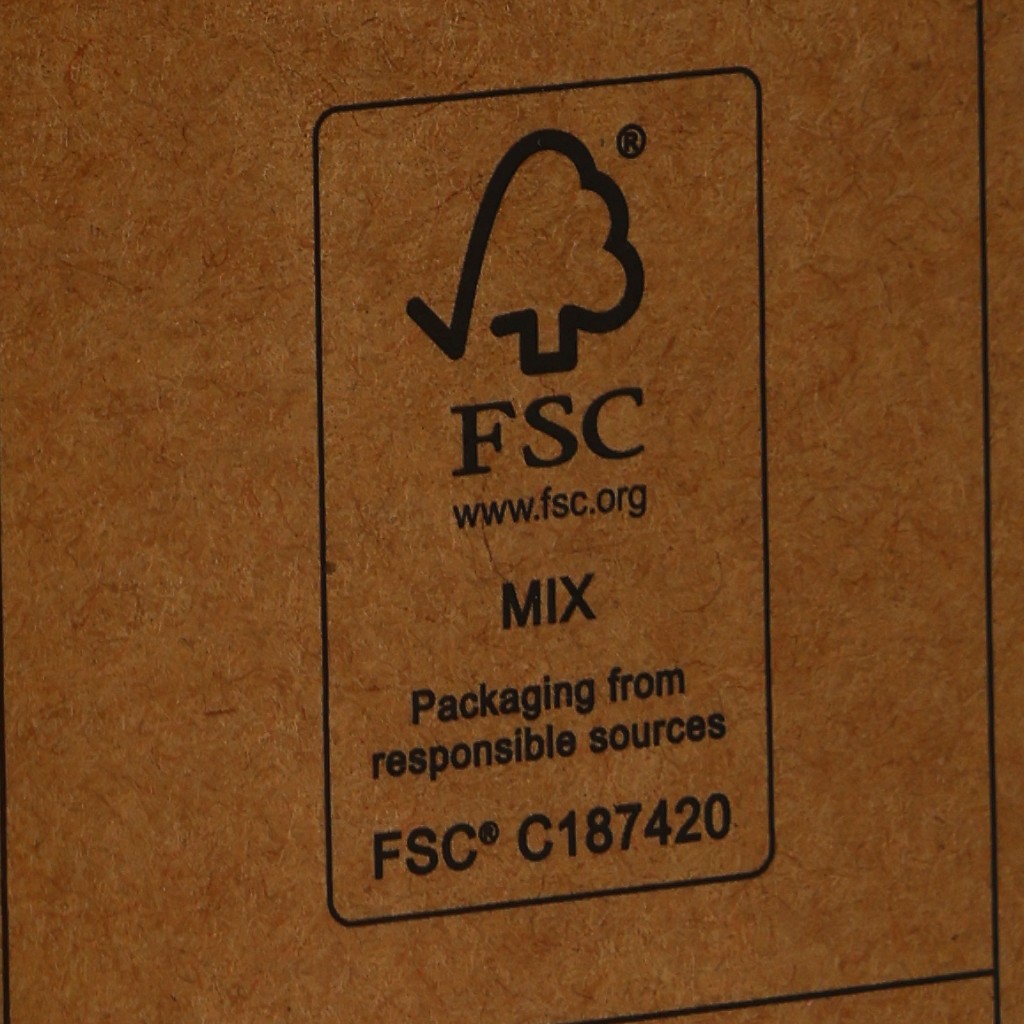 ®
FSC
www.fsc.org
MIX
Packaging from
responsible sources
FSC® C187420